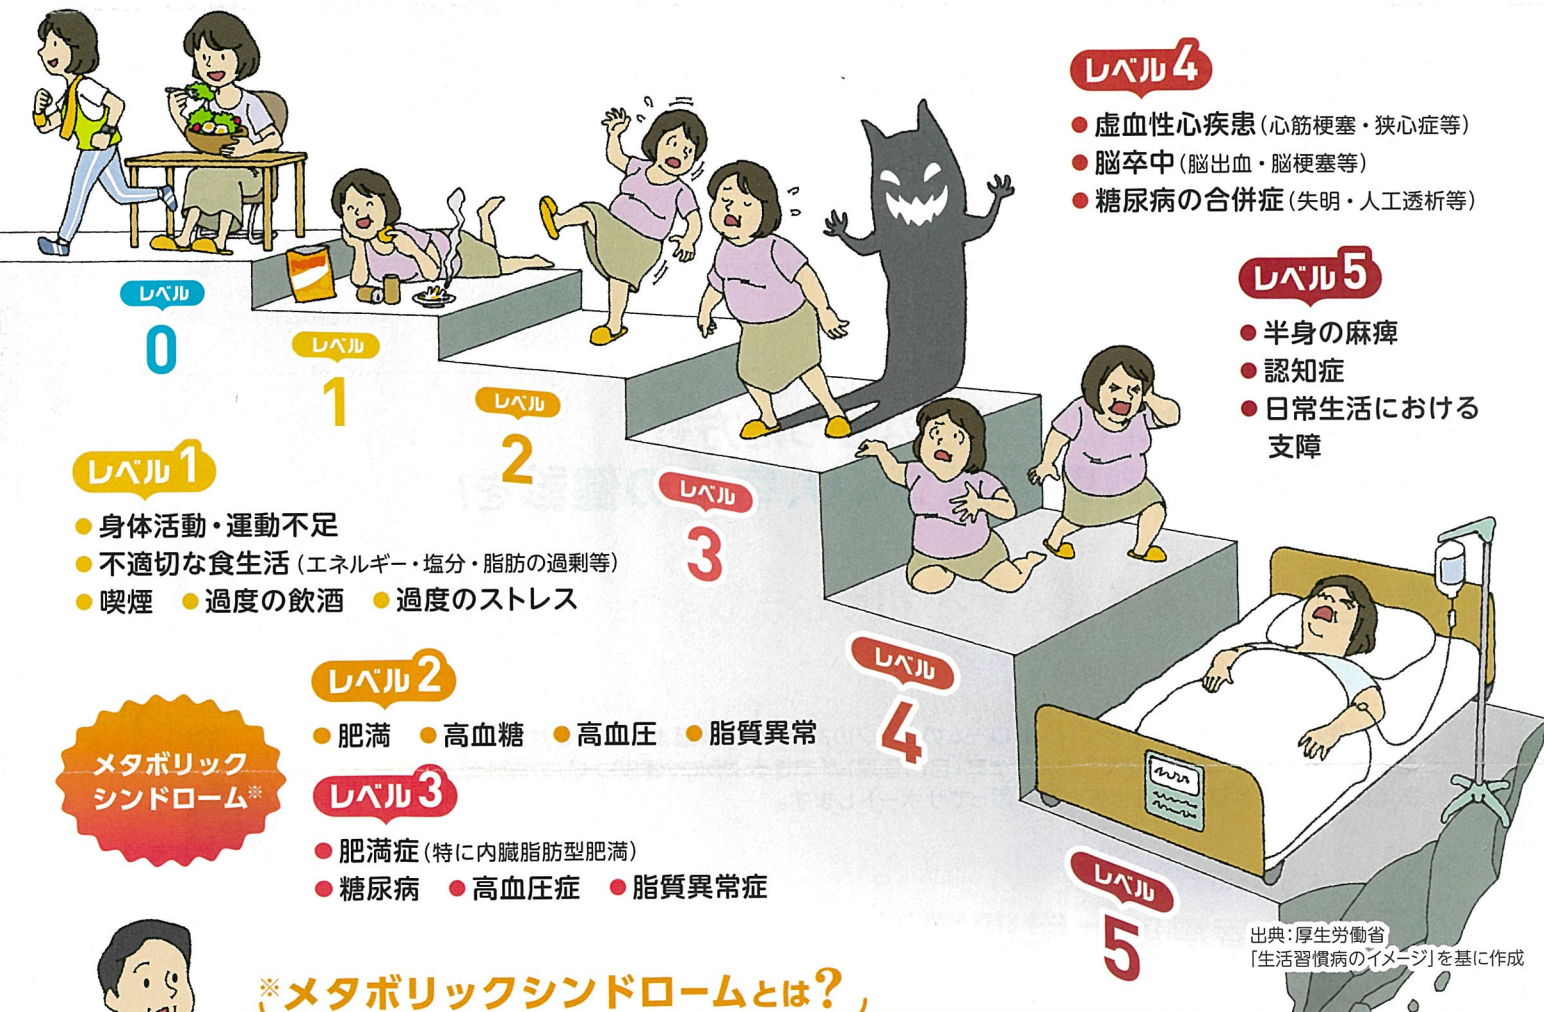 レベル
0
レベル
1
レベル
2
レベル
3
レベル
4
レベル
5
レベル1
●身体活動・運動不足
●不適切な食生活(エネルギー・塩分・脂肪の過剰等)
●喫煙 ●過度の飲酒 ●過度のストレス
メタボリック
シンドローム※
レベル2
●肥満 ●高血糖 ●高血圧 ●脂質異常
レベル3
●肥満症(特に内臓脂肪型肥満)
●糖尿病 ●高血圧症 ●脂質異常症
レベル4
●虚血性心疾患(心筋梗塞・狭心症等)
●脳卒中(脳出血・脳梗塞等)
●糖尿病の合併症(失明・人工透析等)
レベル5
●半身の麻痺
●認知症
●日常生活における
支障
出典:厚生労働省
「生活習慣病のイメージ」を基に作成
※メタボリックシンドロームとは?